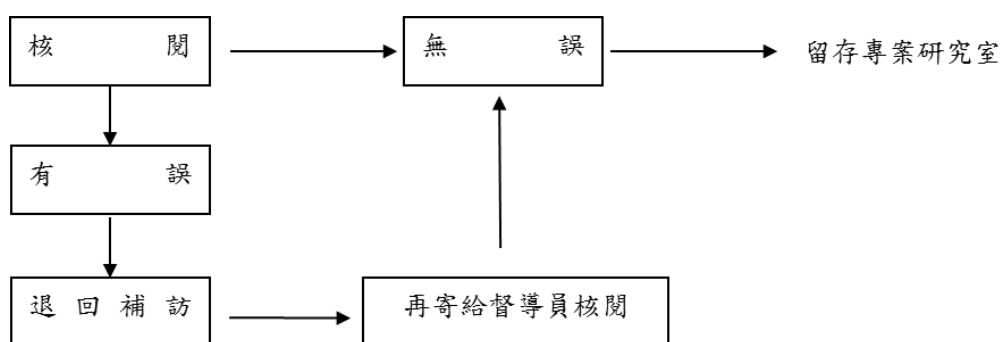 核閱
無誤
留存專案研究室
有誤
退回補訪
再寄給督導員核閱